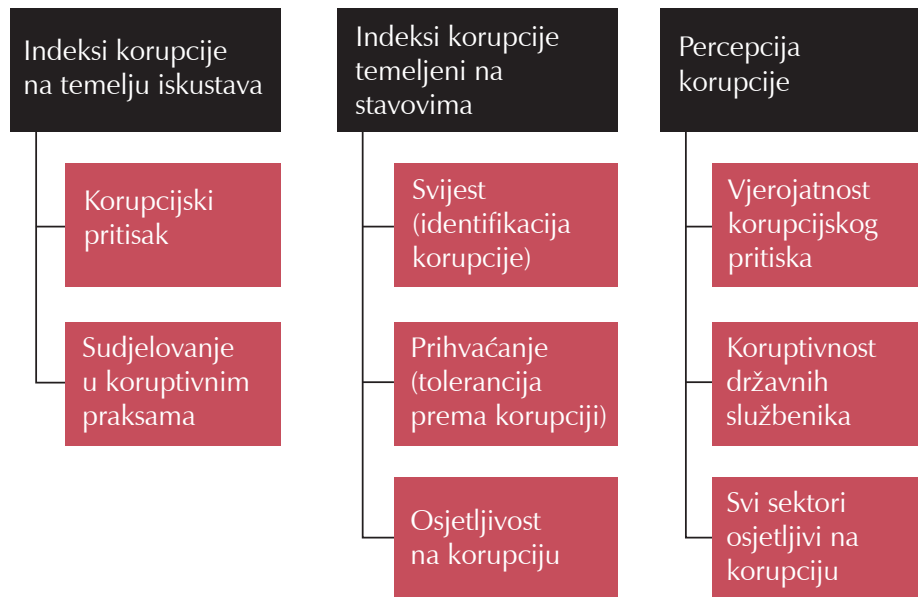 Indeksi korupcije
na temelju iskustava
Korupcijski
pritisak
Sudjelovanje
u koruptivnim
praksama
Indeksi korupcije
temeljeni na
stavovima
Svijest
(identifikacija
korupcije)
Prihvaćanje
(tolerancija
prema korupciji)
Osjetljivost
na korupciju
Percepcija
korupcije
Vjerojatnost
korupcijskog
pritiska
Koruptivnost
državnih
službenika
Svi sektori
osjetljivi na
korupciju